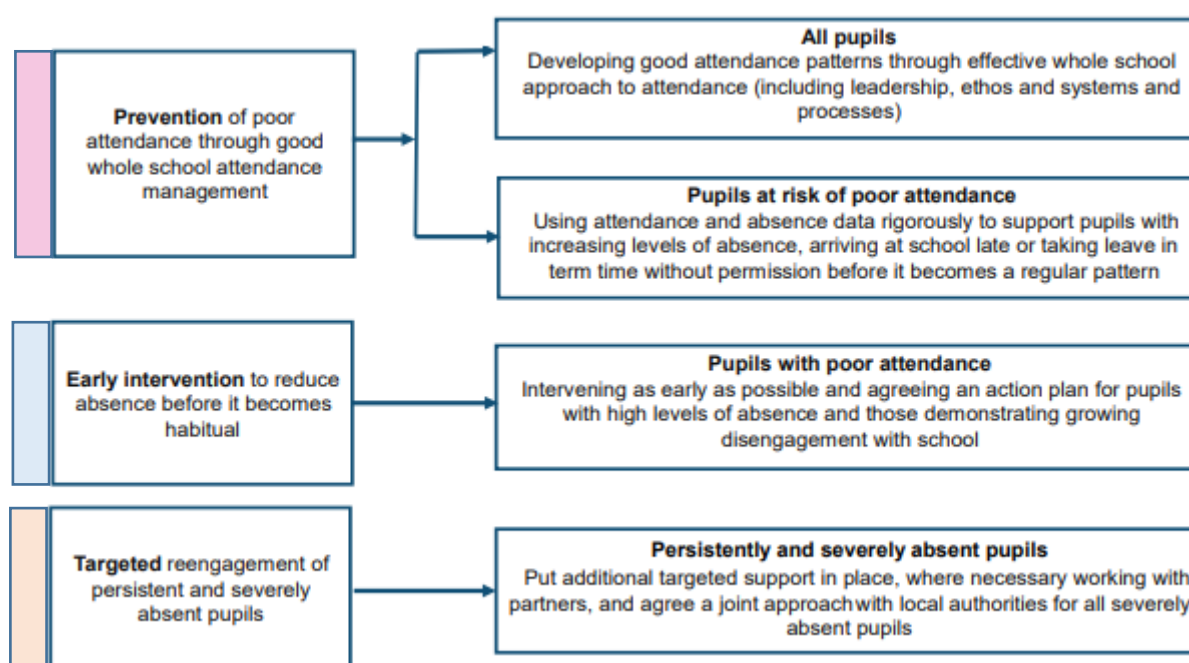 Prevention of poor
attendance through good
whole school attendance
management
All pupils
Developing good attendance patterns through effective whole school
approach to attendance (including leadership, ethos and systems and
processes)
Pupils at risk of poor attendance
Using attendance and absence data rigorously to support pupils with
increasing levels of absence, arriving at school late or taking leave in
term time without permission before it becomes a regular pattern
Early intervention to reduce
absence before it becomes
habitual
Pupils with poor attendance
Intervening as early as possible and agreeing an action plan for pupils
with high levels of absence and those demonstrating growing
disengagement with school
Targeted reengagement of
persistent and severely
absent pupils
Persistently and severely absent pupils
Put additional targeted support in place, where necessary working with
partners, and agree a joint approach with local authorities for all severely
absent pupils